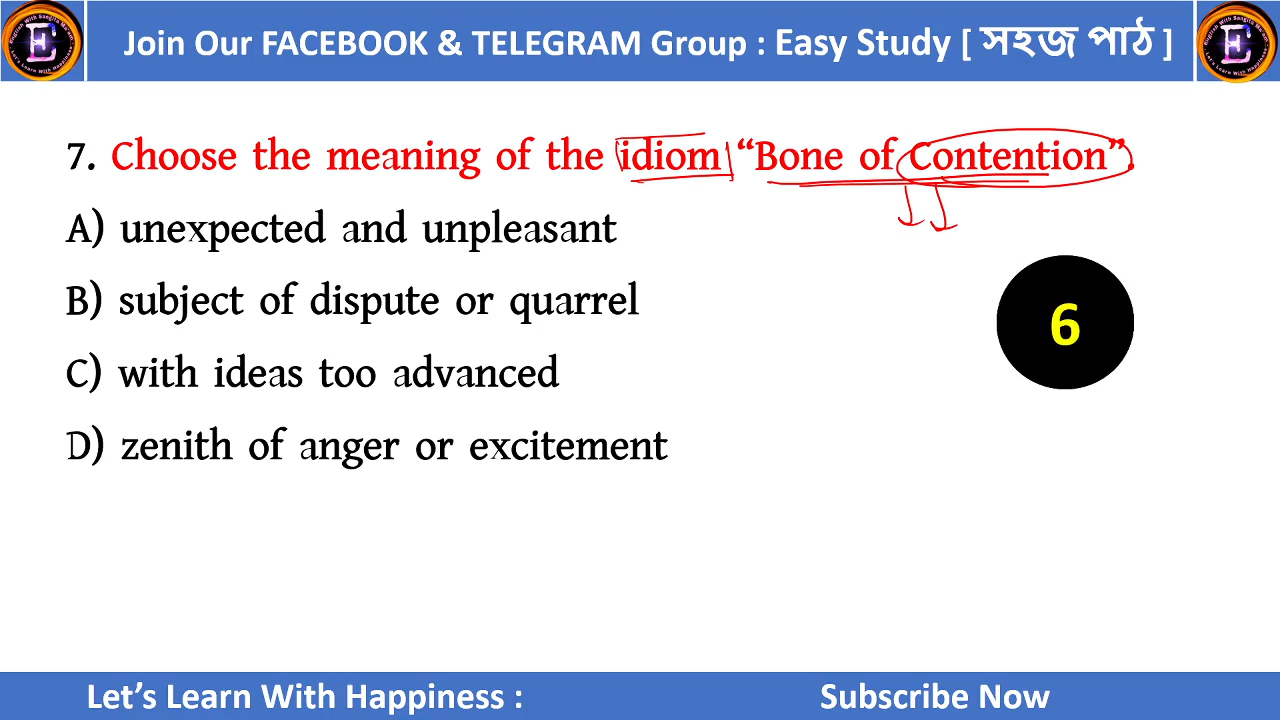 Join Our FACEBOOK & TELEGRAM Group : Easy Study [ সহজ পাঠ ]
7. Choose the meaning of the idiom “Bone of Contention”.
A) unexpected and unpleasant
B) subject of dispute or quarrel
6
C) with ideas too advanced
D) zenith of anger or excitement
Let’s Learn With Happiness :
Subscribe Now